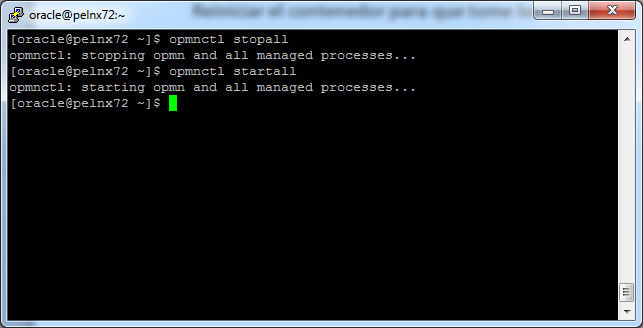 Reiniciar el contenedor para que tome lo
oracle@pelnx72:~
[oracle@pelnx72 ~]$ opmnctl stopall
opmnctl: stopping opmn and all managed processes...
[oracle@pelnx72 ~]$ opmnctl startall
opmnctl: starting opmn and all managed processes...
[oracle@pelnx72 ~]$